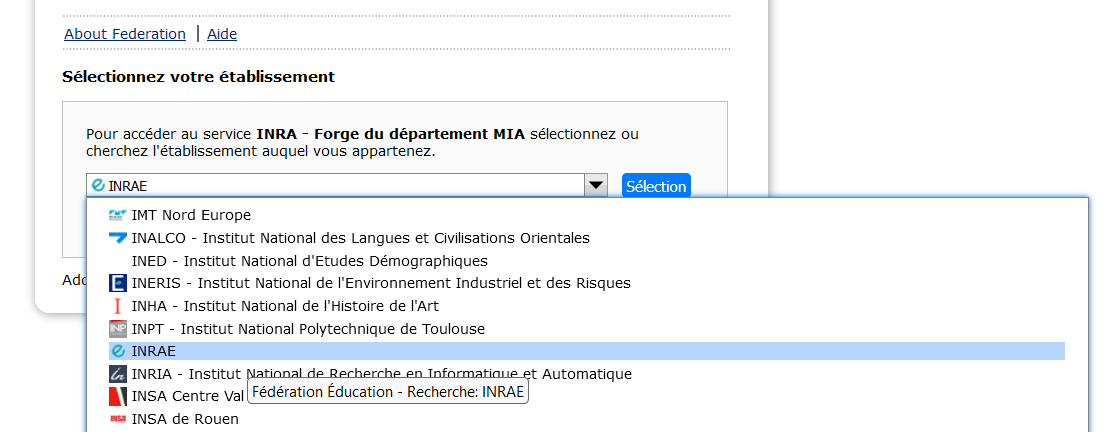 About Federation | Aide
Sélectionnez votre établissement
Pour accéder au service INRA - Forge du département MIA sélectionnez ou
cherchez l'établissement auquel vous appartenez.
INRAE
Sélection
IMT Nord Europe
INALCO - Institut National des Langues et Civilisations Orientales
INED - Institut National d'Etudes Démographiques
INERIS - Institut National de l'Environnement Industriel et des Risques
INHA - Institut National de l'Histoire de l'Art
INPT - Institut National Polytechnique de Toulouse
INRAE
INRIA - Institut National de Recherche en Informatique et Automatique
INSA Centre Val
Fédération Éducation - Recherche: INRAE
INSA de Rouen